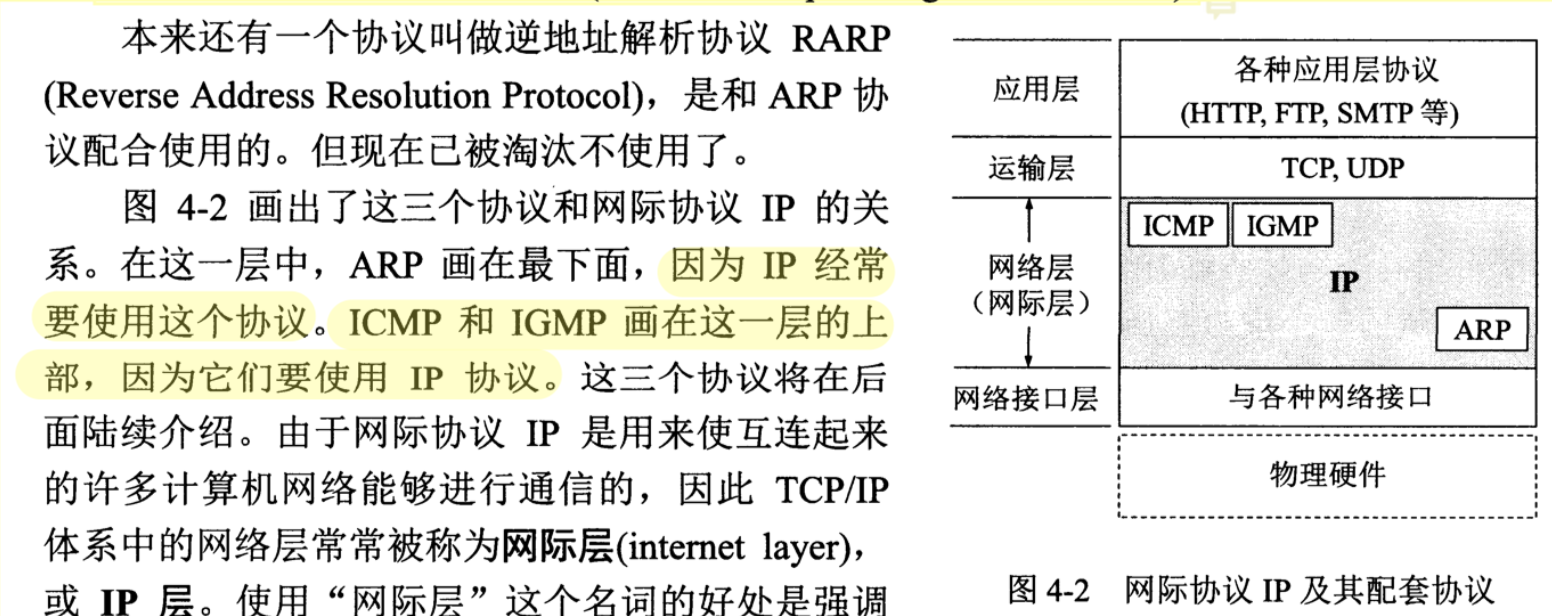 本来还有一个协议叫做逆地址解析协议 RARP
(Reverse Address Resolution Protocol)，是和 ARP 协
议配合使用的。但现在已被淘汰不使用了。
图 4-2 画出了这三个协议和网际协议 IP 的关
系。在这一层中，ARP 画在最下面，因为 IP 经常
要使用这个协议。ICMP 和 IGMP 画在这一层的上
部，因为它们要使用 IP 协议。这三个协议将在后
面陆续介绍。由于网际协议 IP 是用来使互连起来
的许多计算机网络能够进行通信的，因此 TCP/IP
体系中的网络层常常被称为网际层(internet layer)，
或 IP 层。使用“网际层”这个名词的好处是强调
应用层
各种应用层协议
(HTTP, FTP, SMTP 等)
运输层
TCP, UDP
网络层
（网际层）
ICMP
IGMP
IP
ARP
网络接口层
与各种网络接口
物理硬件
图 4-2 网际协议 IP 及其配套协议